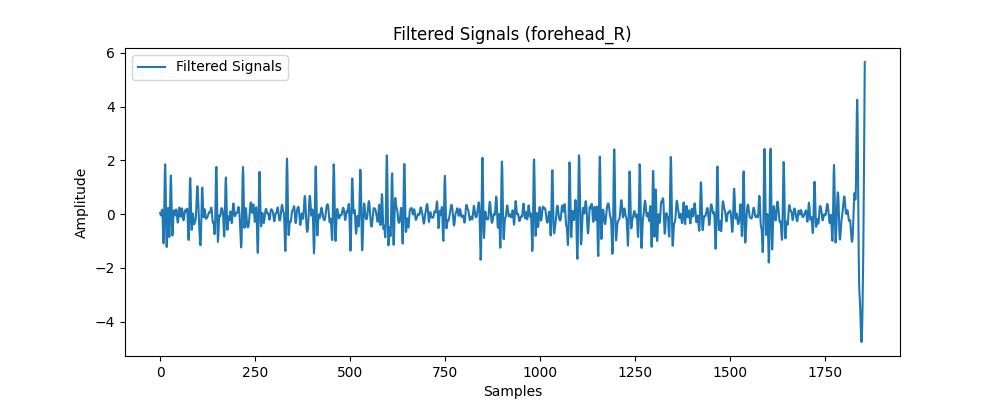 Filtered Signals (forehead_R)
Filtered Signals
6
4
2
0
−2
−4
Amplitude
0 250 500 750 1000 1250 1500 1750
Samples